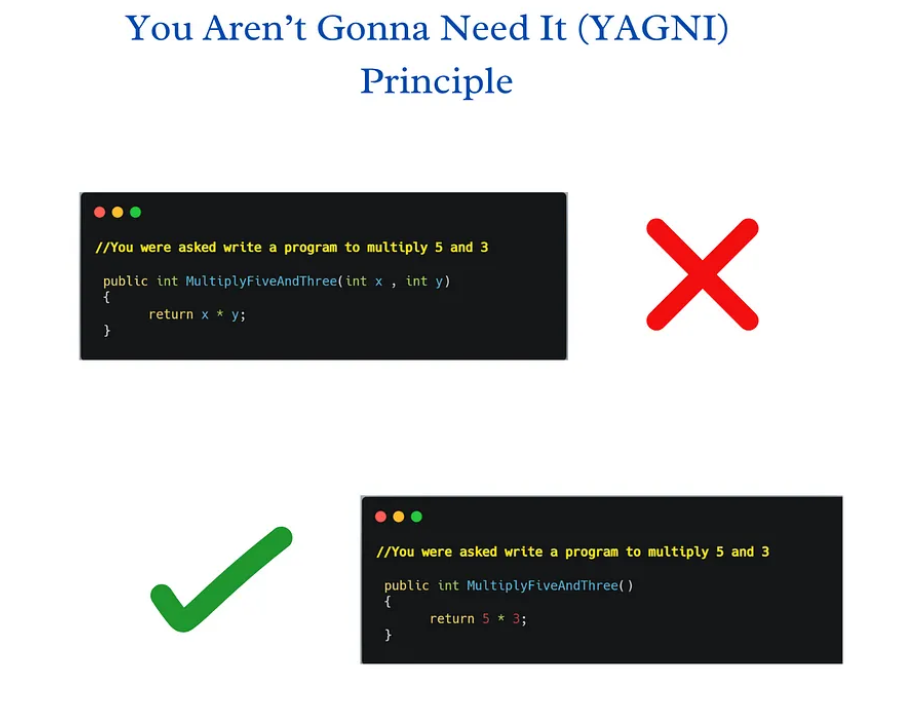 You Aren’t Gonna Need It (YAGNI)
Principle
//You were asked write a program to multiply 5 and 3
public int MultiplyFiveAndThree(int x , int y)
{
return x * y;
}
//You were asked write a program to multiply 5 and 3
public int MultiplyFiveAndThree()
{
return 5 * 3;
}